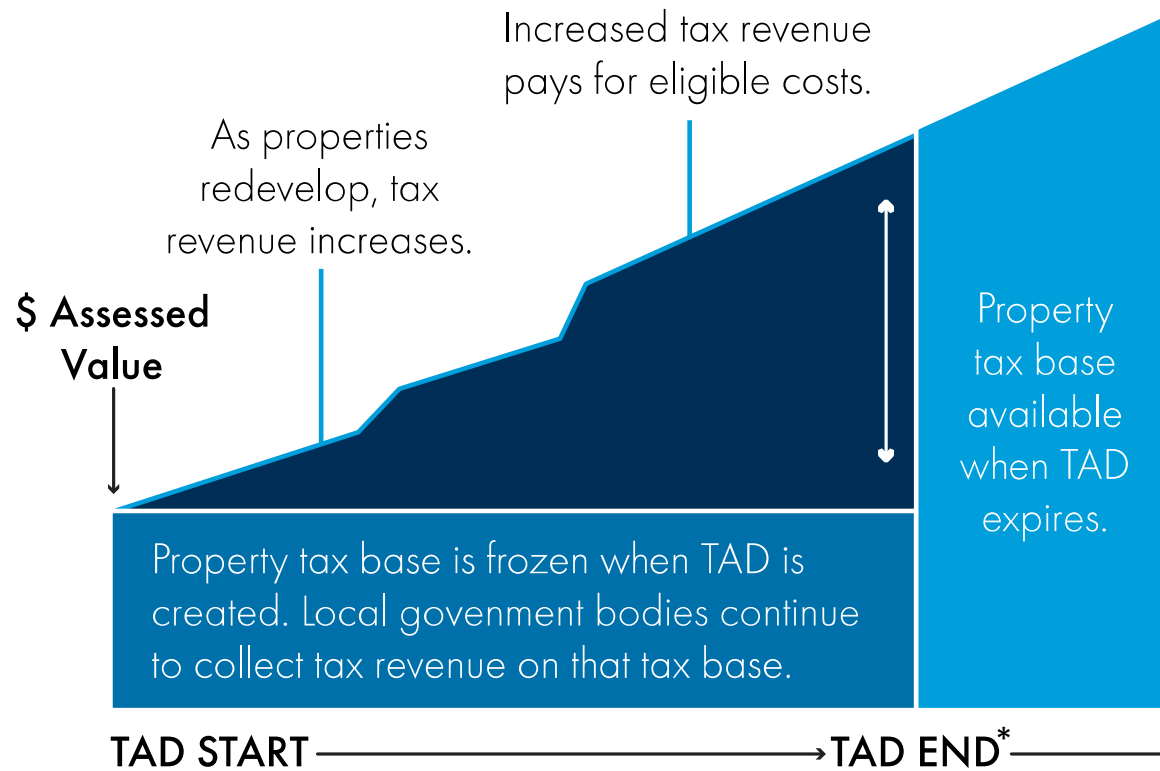 Increased tax revenue
pays for eligible costs.
As properties
redevelop, tax
revenue increases.
$ Assessed
Value
Property
tax base
available
when TAD
expires.
Property tax base is frozen when TAD is
created. Local govenment bodies continue
to collect tax revenue on that tax base.
TAD START
TAD END*